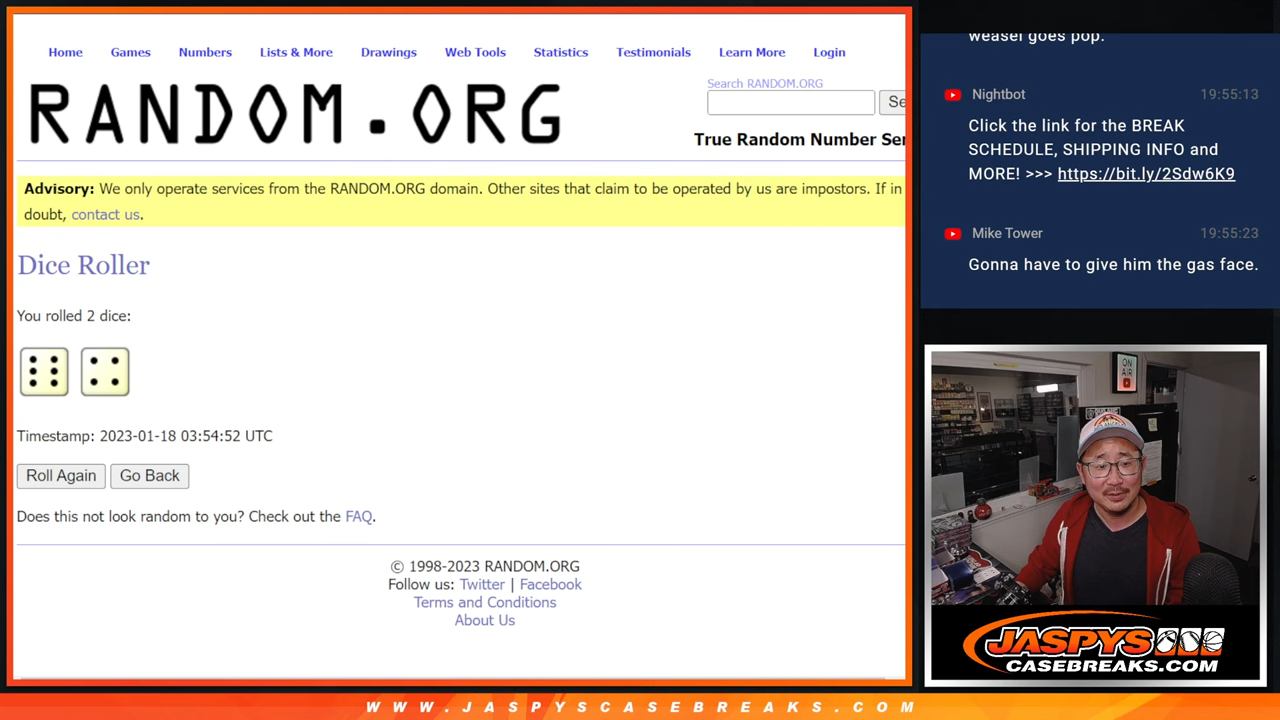 Home Games Numbers Lists & More Drawings Web Tools Statistics Testimonials Learn More Login
RANDOM.ORG
Search RANDOM.ORG
Se
True Random Number Ser
Advisory: We only operate services from the RANDOM.ORG domain. Other sites that claim to be operated by us are impostors. If in
doubt, contact us.
Dice Roller
You rolled 2 dice:
Timestamp: 2023-01-18 03:54:52 UTC
Roll Again Go Back
Does this not look random to you? Check out the FAQ.
© 1998-2023 RANDOM.ORG
Follow us: Twitter | Facebook
Terms and Conditions
About Us
weasel goes pop.
Nightbot 19:55:13
Click the link for the BREAK
SCHEDULE, SHIPPING INFO and
MORE! >>> https://bit.ly/2Sdw6K9
Mike Tower 19:55:23
Gonna have to give him the gas face.
ON
AIR
JASPYS
CASEBREAKS.COM
WWW.JASPYSCASEBREAKS.COM